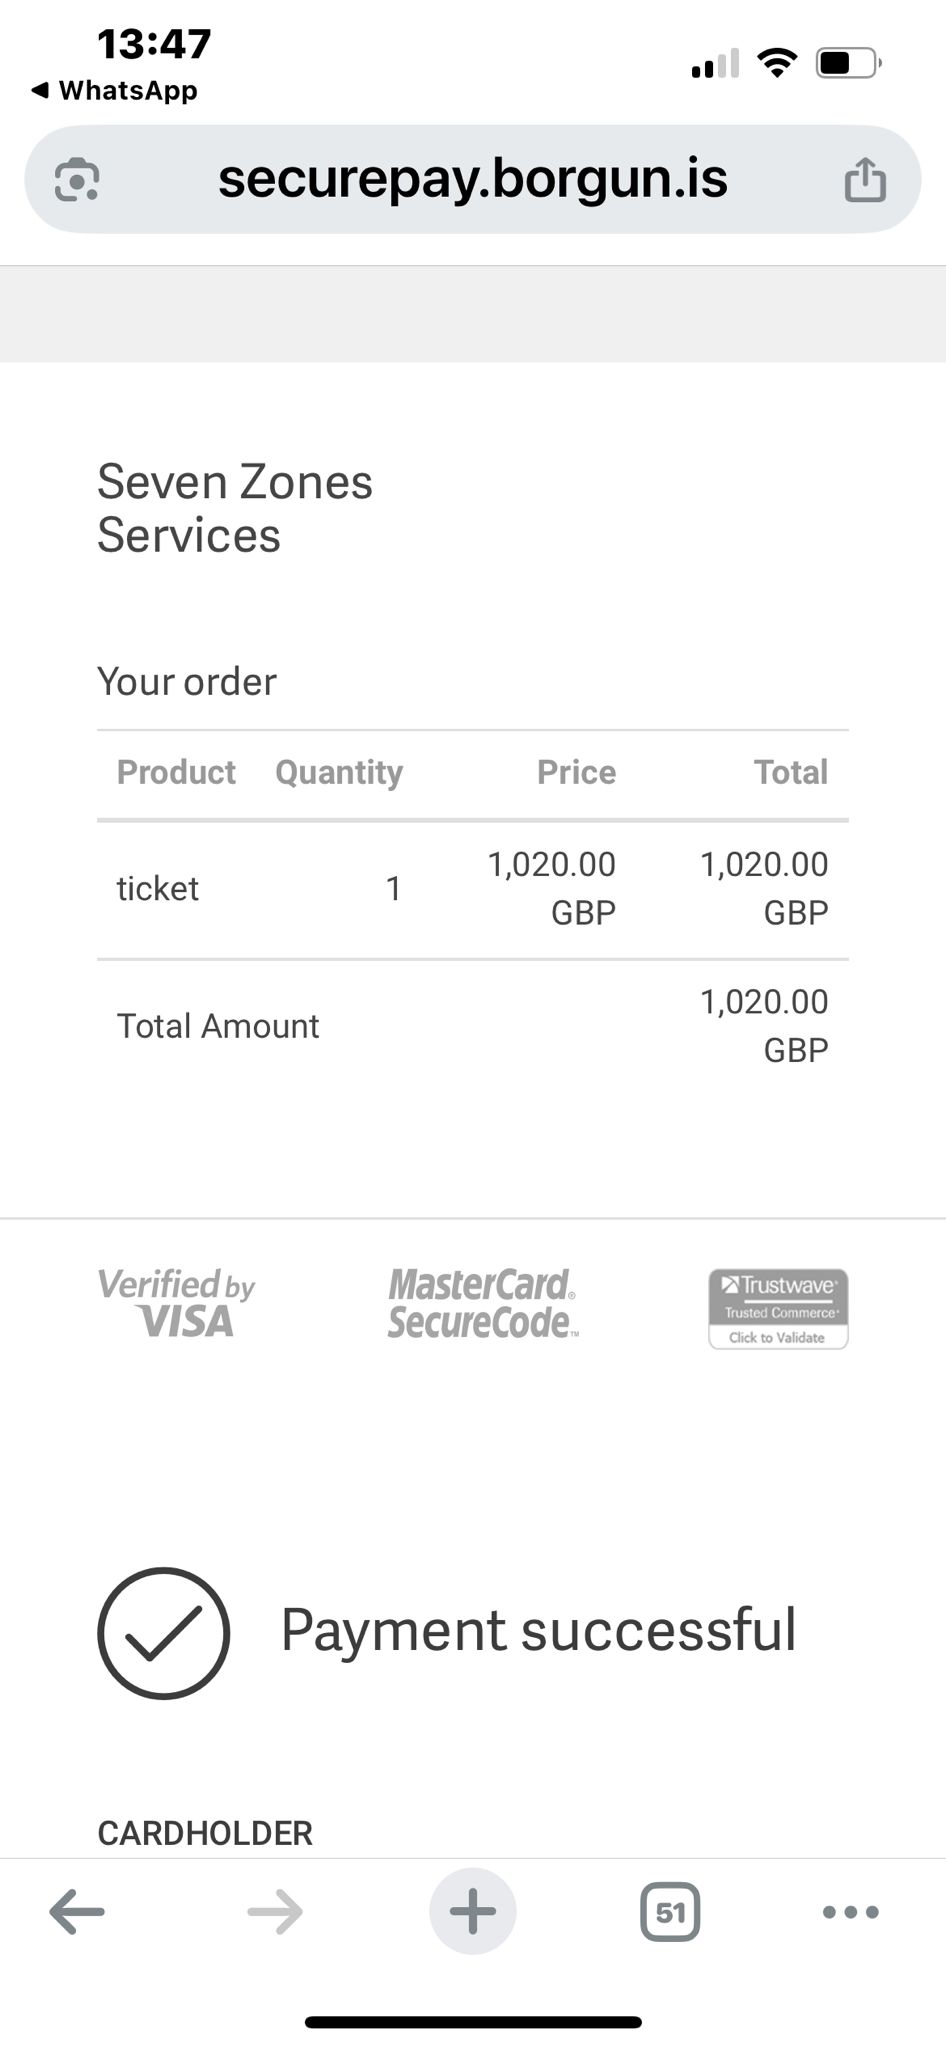 13:47
◀ WhatsApp
securepay.borgun.is
Seven Zones
Services
Your order
Product Quantity Price Total
ticket 1 1,020.00 GBP 1,020.00 GBP
Total Amount 1,020.00 GBP
Verified by VISA
MasterCard® SecureCode™
Trustwave®
Trusted Commerce®
Click to Validate
Payment successful
CARDHOLDER
51